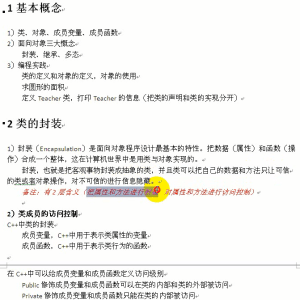 1 基本概念
1）类、对象、成员变量、成员函数
2）面向对象三大概念
封装、继承、多态
3）编程实践
类的定义和对象的定义，对象的使用
求圆形的面积
定义 Teacher 类，打印 Teacher 的信息（把类的声明和类的实现分开）
2 类的封装
1）封装（Encapsulation）是面向对象程序设计最基本的特性。把数据（属性）和函数（操
作）合成一个整体，这在计算机世界中是用类与对象实现的。
封装，也就是把客观事物封装成抽象的类，并且类可以把自己的数据和方法只让可信
的类或者对象操作，对不可信的进行信息隐藏。
备注：有2层含义（把属性和方法进行封装 对属性和方法进行访问控制）
2）类成员的访问控制
C++中类的封装
成员变量，C++中用于表示类属性的变量
成员函数，C++中用于表示类行为的函数
在 C++中可以给成员变量和成员函数定义访问级别
Public 修饰成员变量和成员函数可以在类的内部和类的外部被访问
Private 修饰成员变量和成员函数只能在类的内部被访问